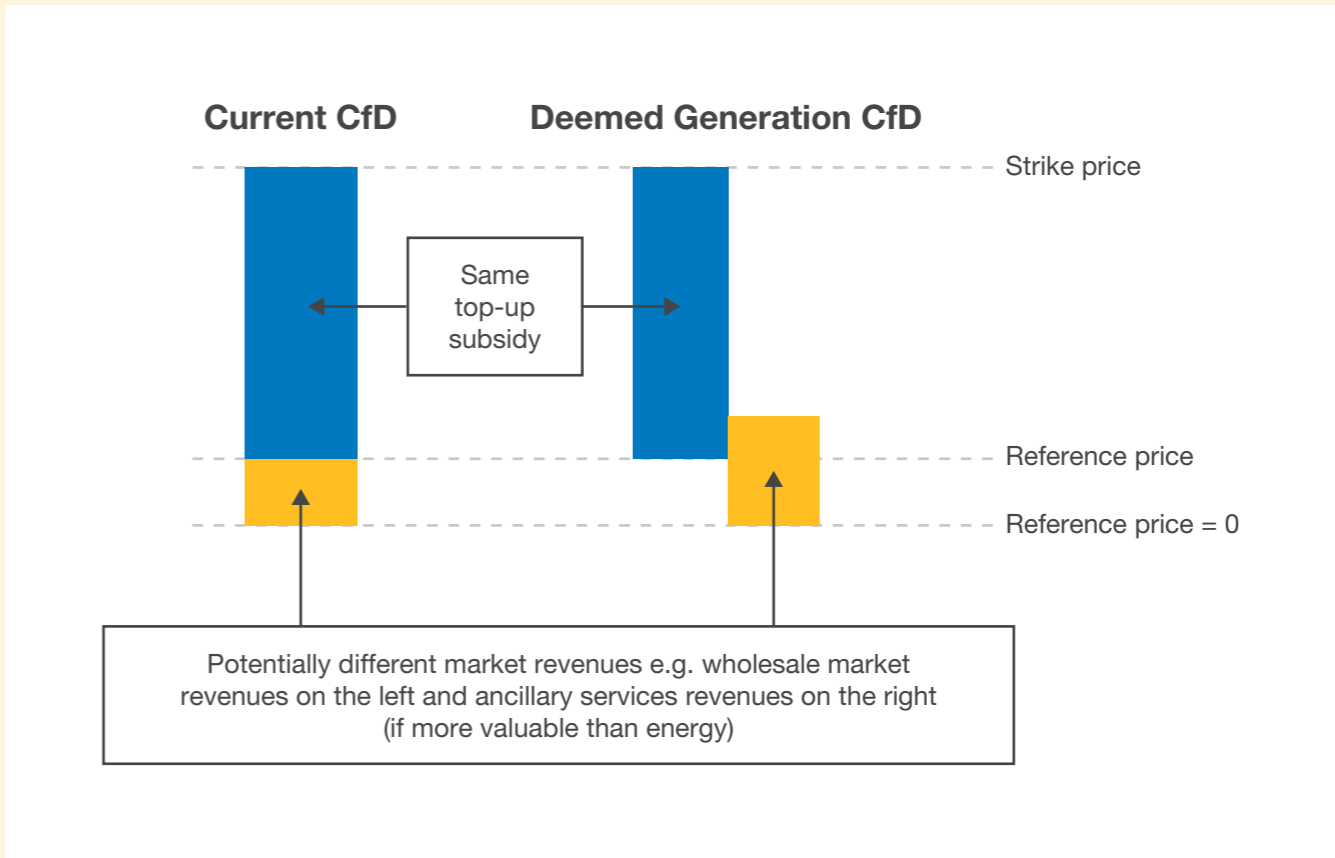 Current CfD
Deemed Generation CfD
Strike price
Same
top-up
subsidy
Reference price
Reference price = 0
Potentially different market revenues e.g. wholesale market
revenues on the left and ancillary services revenues on the right
(if more valuable than energy)